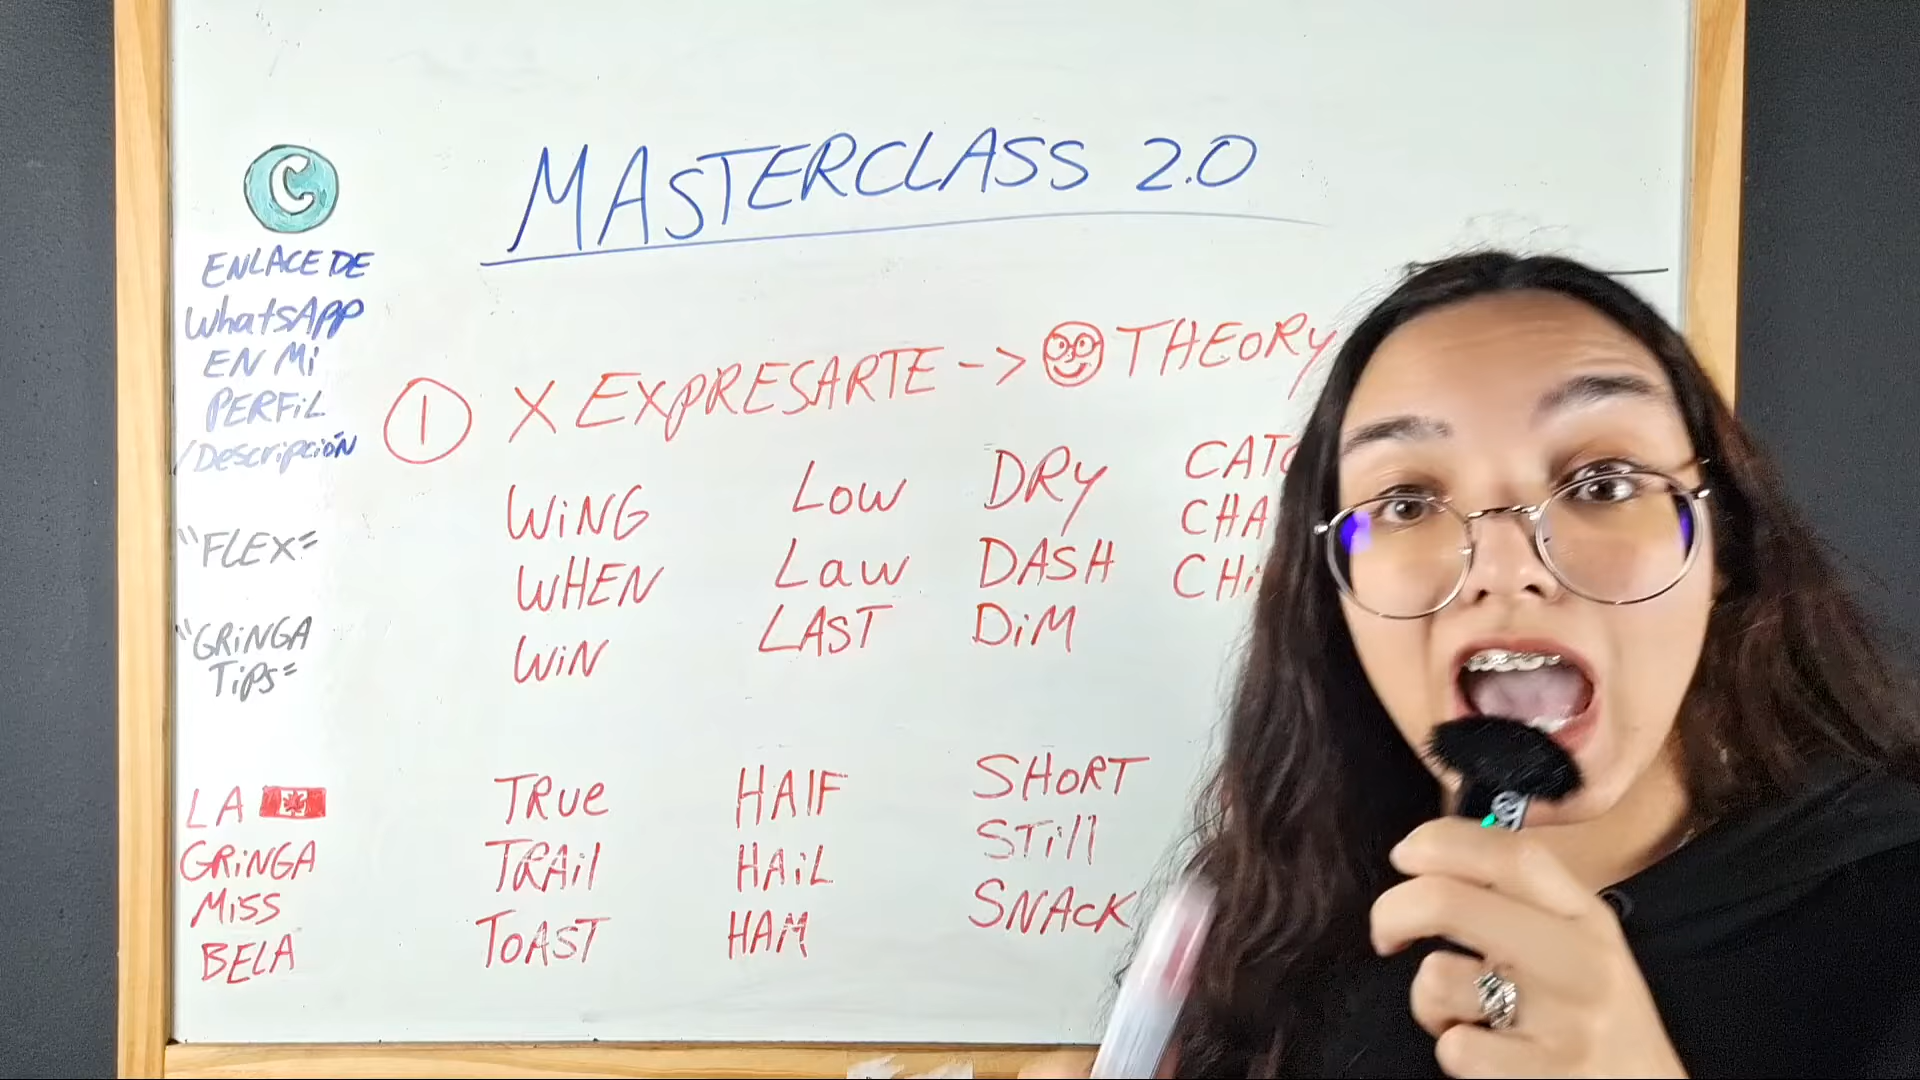 MASTERCLASS 2.0
C
ENLACE DE
WhatsApp
EN Mi
PERFiL
/Descripción
"FLEX"
"GRiNGA
Tips"
LA
GRiNGA
Miss
BELA
1 X EXPRESARTE -> THEORY
WiNG
WHEN
WiN
Low
Law
LAST
DRY
DASH
DiM
TRue
TRAil
ToAST
HAlF
HAiL
HAM
SHORT
STill
SNACK